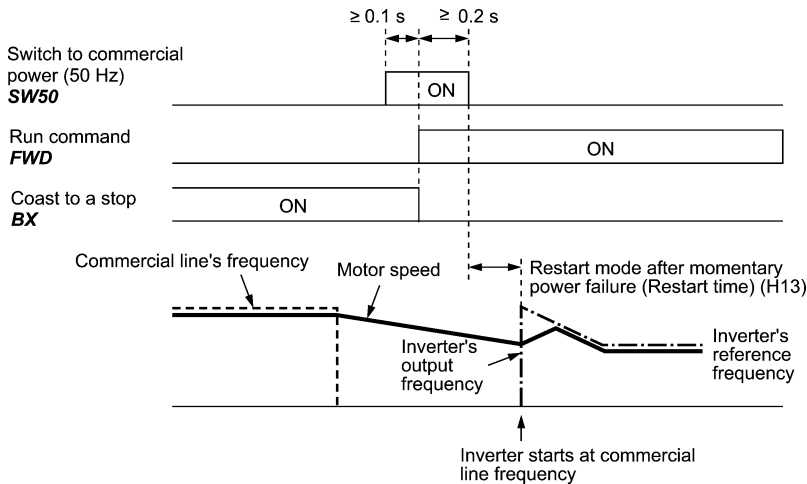 ≥ 0.1 s
≥ 0.2 s
Switch to commercial
power (50 Hz)
SW50
ON
Run command
FWD
ON
Coast to a stop
BX
ON
Commercial line's frequency
Motor speed
Restart mode after momentary
power failure (Restart time) (H13)
Inverter's
output
frequency
Inverter's
reference
frequency
Inverter starts at commercial
line frequency